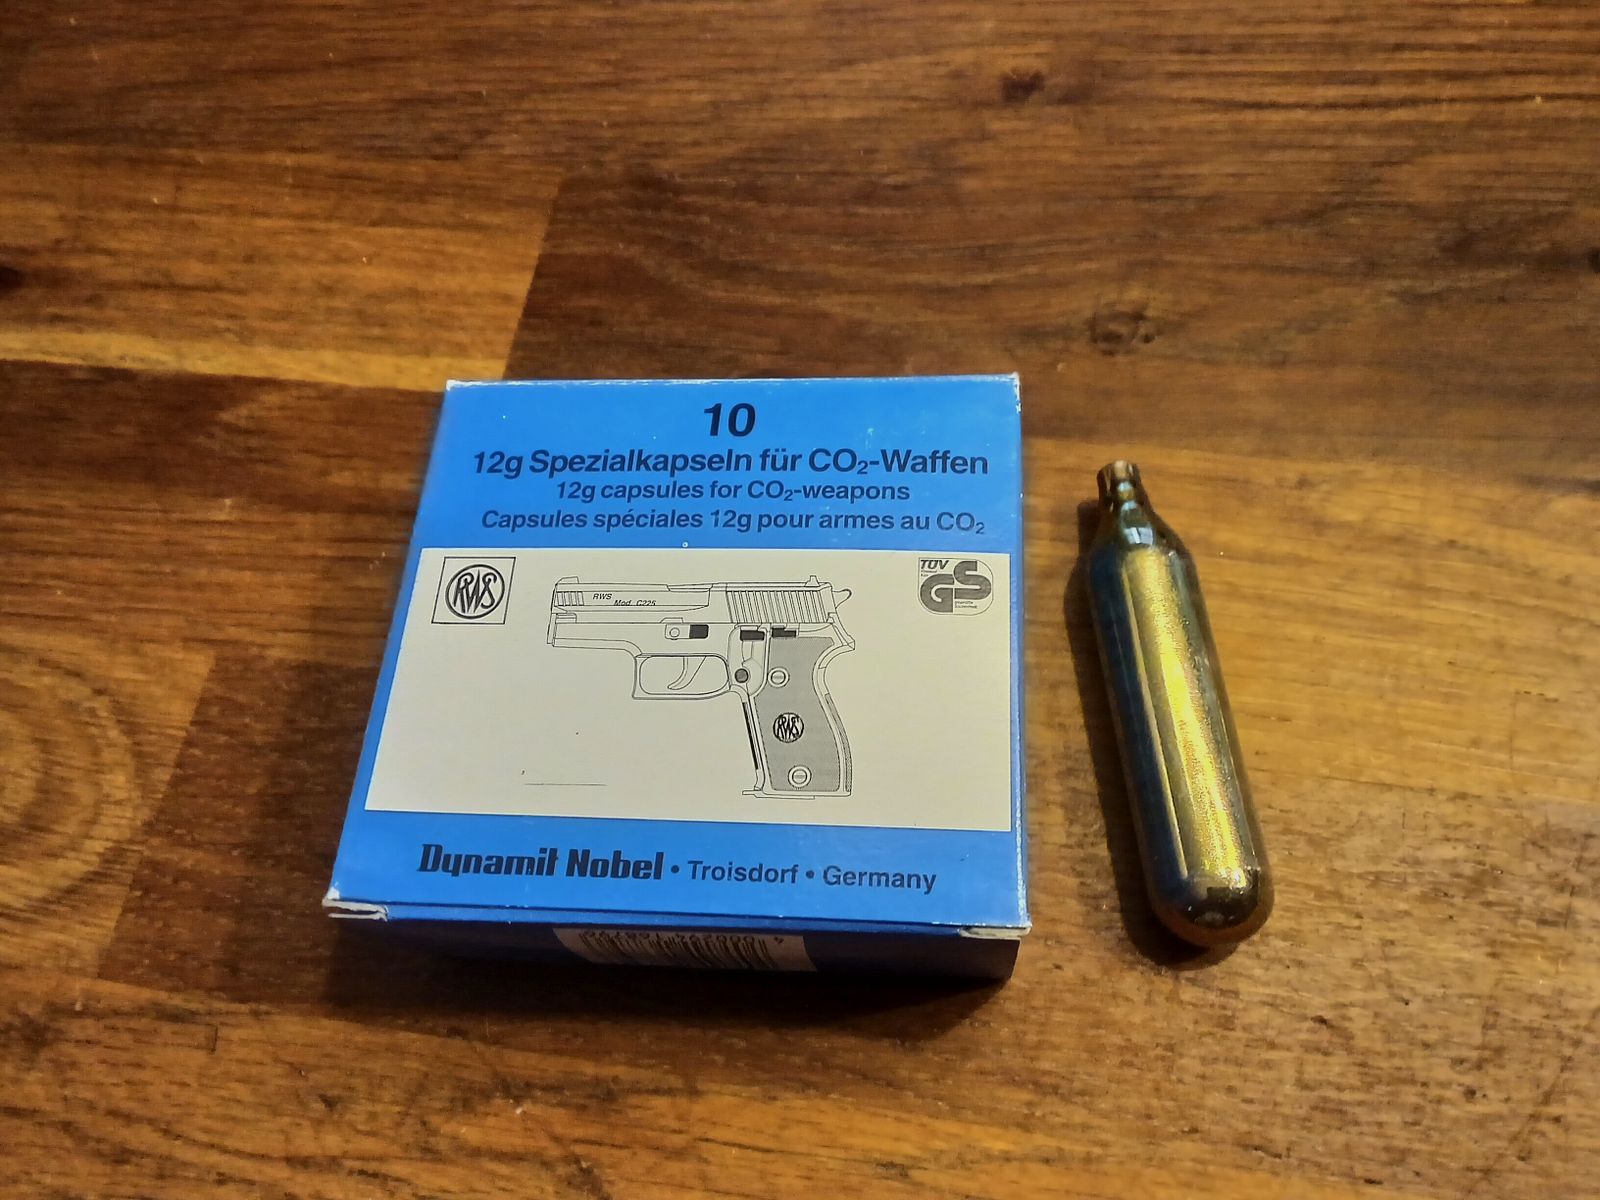 10
12g Spezialkapseln für CO₂-Waffen
12g capsules for CO₂-weapons
Capsules spéciales 12g pour armes au CO₂
RWS
TÜV
GS
RWS
Mod. C225
RWS
Dynamit Nobel • Troisdorf • Germany